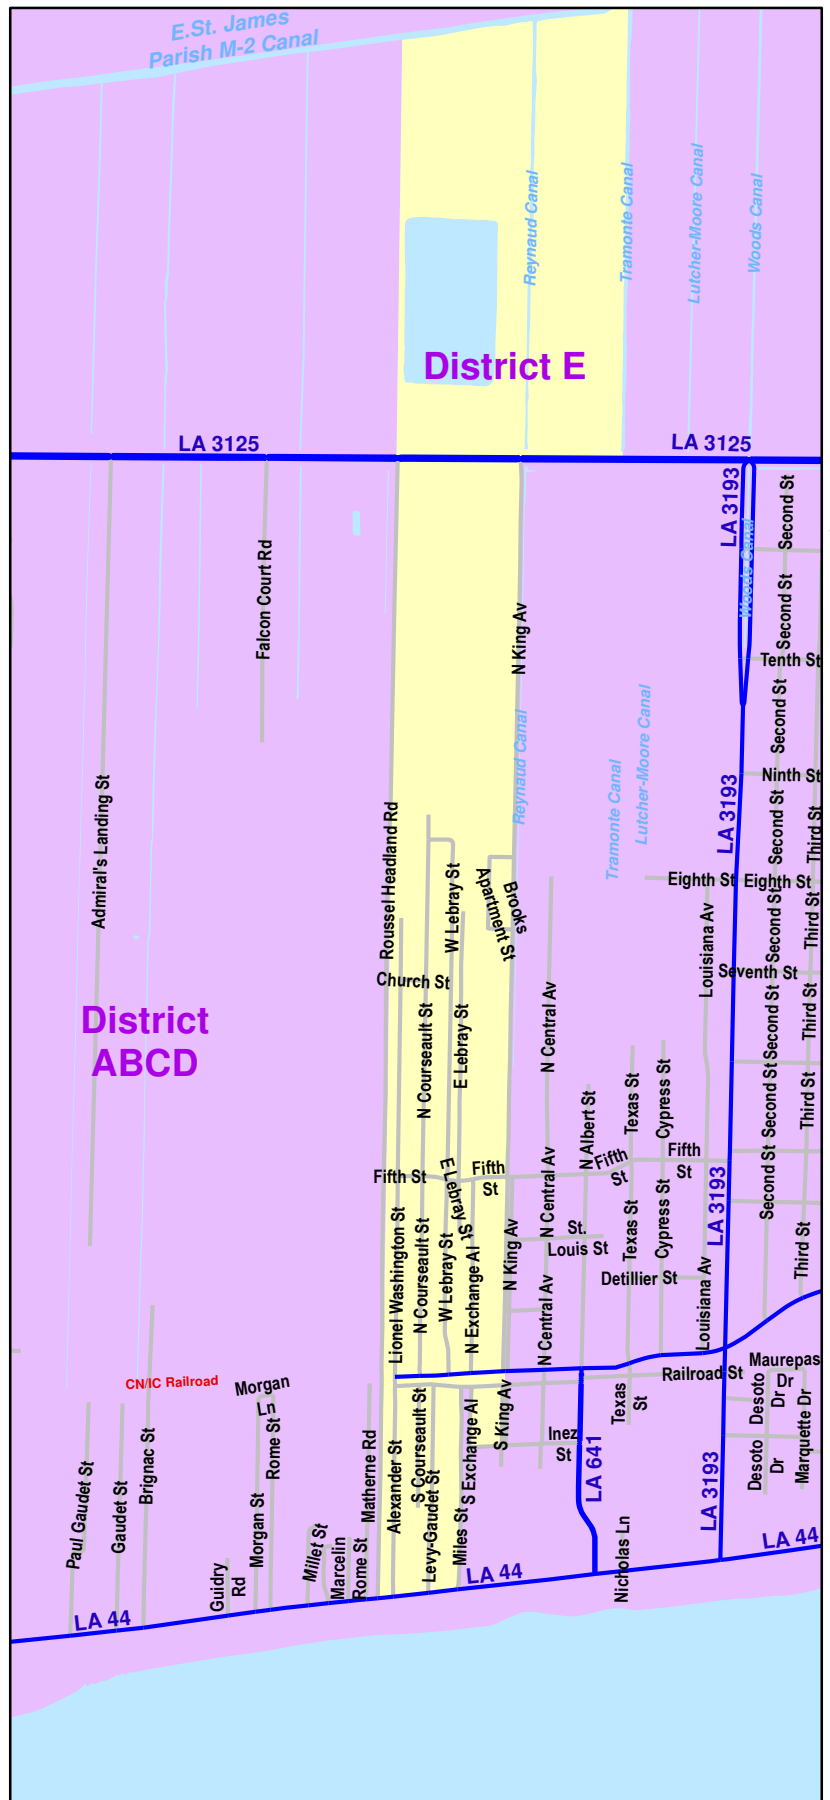 E.St. James
Parish M-2 Canal
Reynaud Canal
Tramonte Canal
Lutcher-Moore Canal
Woods Canal
District E
LA 3125
LA 3125
LA 3193
Woods Canal
Second St
Falcon Court Rd
N King Av
Second St
Tenth St
Reynaud Canal
Tramonte Canal
Lutcher-Moore Canal
Second St
Ninth St
LA 3193
Admiral's Landing St
Roussel Headland Rd
W Lebray St
Brooks
Apartment St
Second St
Third St
Eighth St
Eighth St
Louisiana Av
Second St
Third St
Church St
Seventh St
District
ABCD
N Courseault St
E Lebray St
N Central Av
Second St
Third St
N Albert St
Texas St
Cypress St
Second St
Third St
Fifth St
E Lebray St
Fifth
St
N Central Av
Fifth
St
Fifth
St
Second St
LA 3193
Lionel Washington St
N Courseault St
W Lebray St
N Exchange Al
N King Av
St.
Louis St
Texas St
Cypress St
Third St
Detillier St
N Central Av
Louisiana Av
CN/IC Railroad
Morgan
Ln
Railroad St
Maurepas
Dr
Paul Gaudet St
Gaudet St
Brignac St
Morgan St
Rome St
Matherne Rd
Alexander St
S Courseault St
S Exchange Al
S King Av
Texas
St
Desoto
Dr
Marquette Dr
Inez
St
LA 641
LA 3193
Desoto
Dr
Guidry
Rd
Millet St
Marcelin
Rome St
Levy-Gaudet St
Miles St
Nicholas Ln
LA 44
LA 44
LA 44